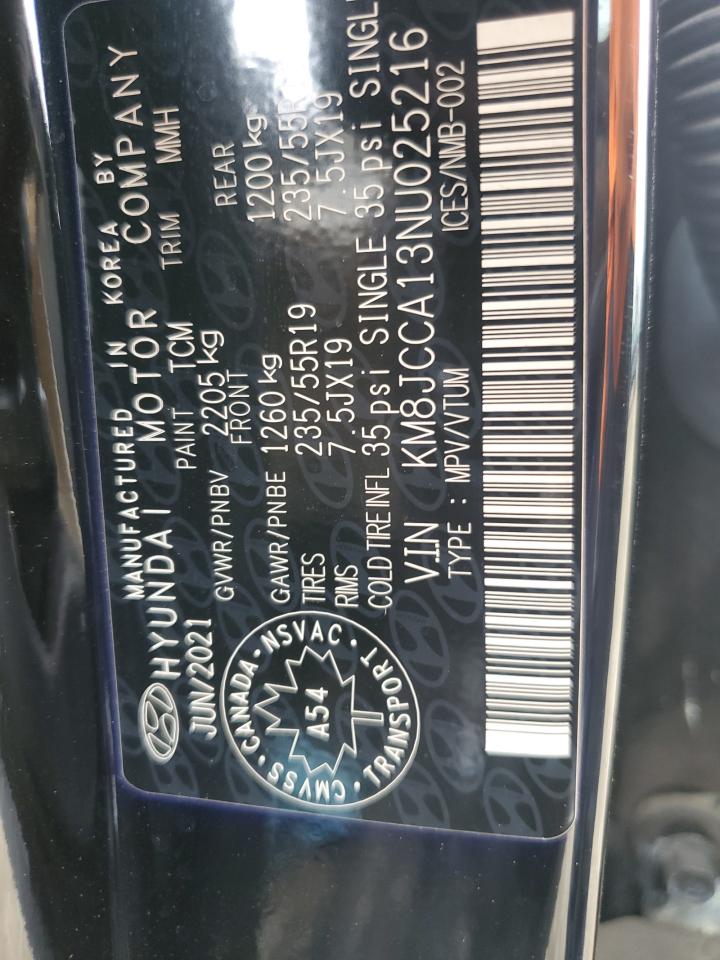 MANUFACTURED IN KOREA BY
HYUNDAI MOTOR COMPANY
JUN/2021 PAINT TCM TRIM MMH
GVWR/PNBV 2205 kg
FRONT REAR
GAWR/PNBE 1260 kg 1200 kg
TIRES 235/55R19 235/55R
RIMS 7.5JX19 7.5JX19
COLD TIRE INFL 35 psi SINGLE 35 psi SINGL
VIN KM8JCCA13NU025216
TYPE : MPV/VTUM ICES/NMB-002
CMVSS · CANADA · NSVAC · TRANSPORT ·
A54